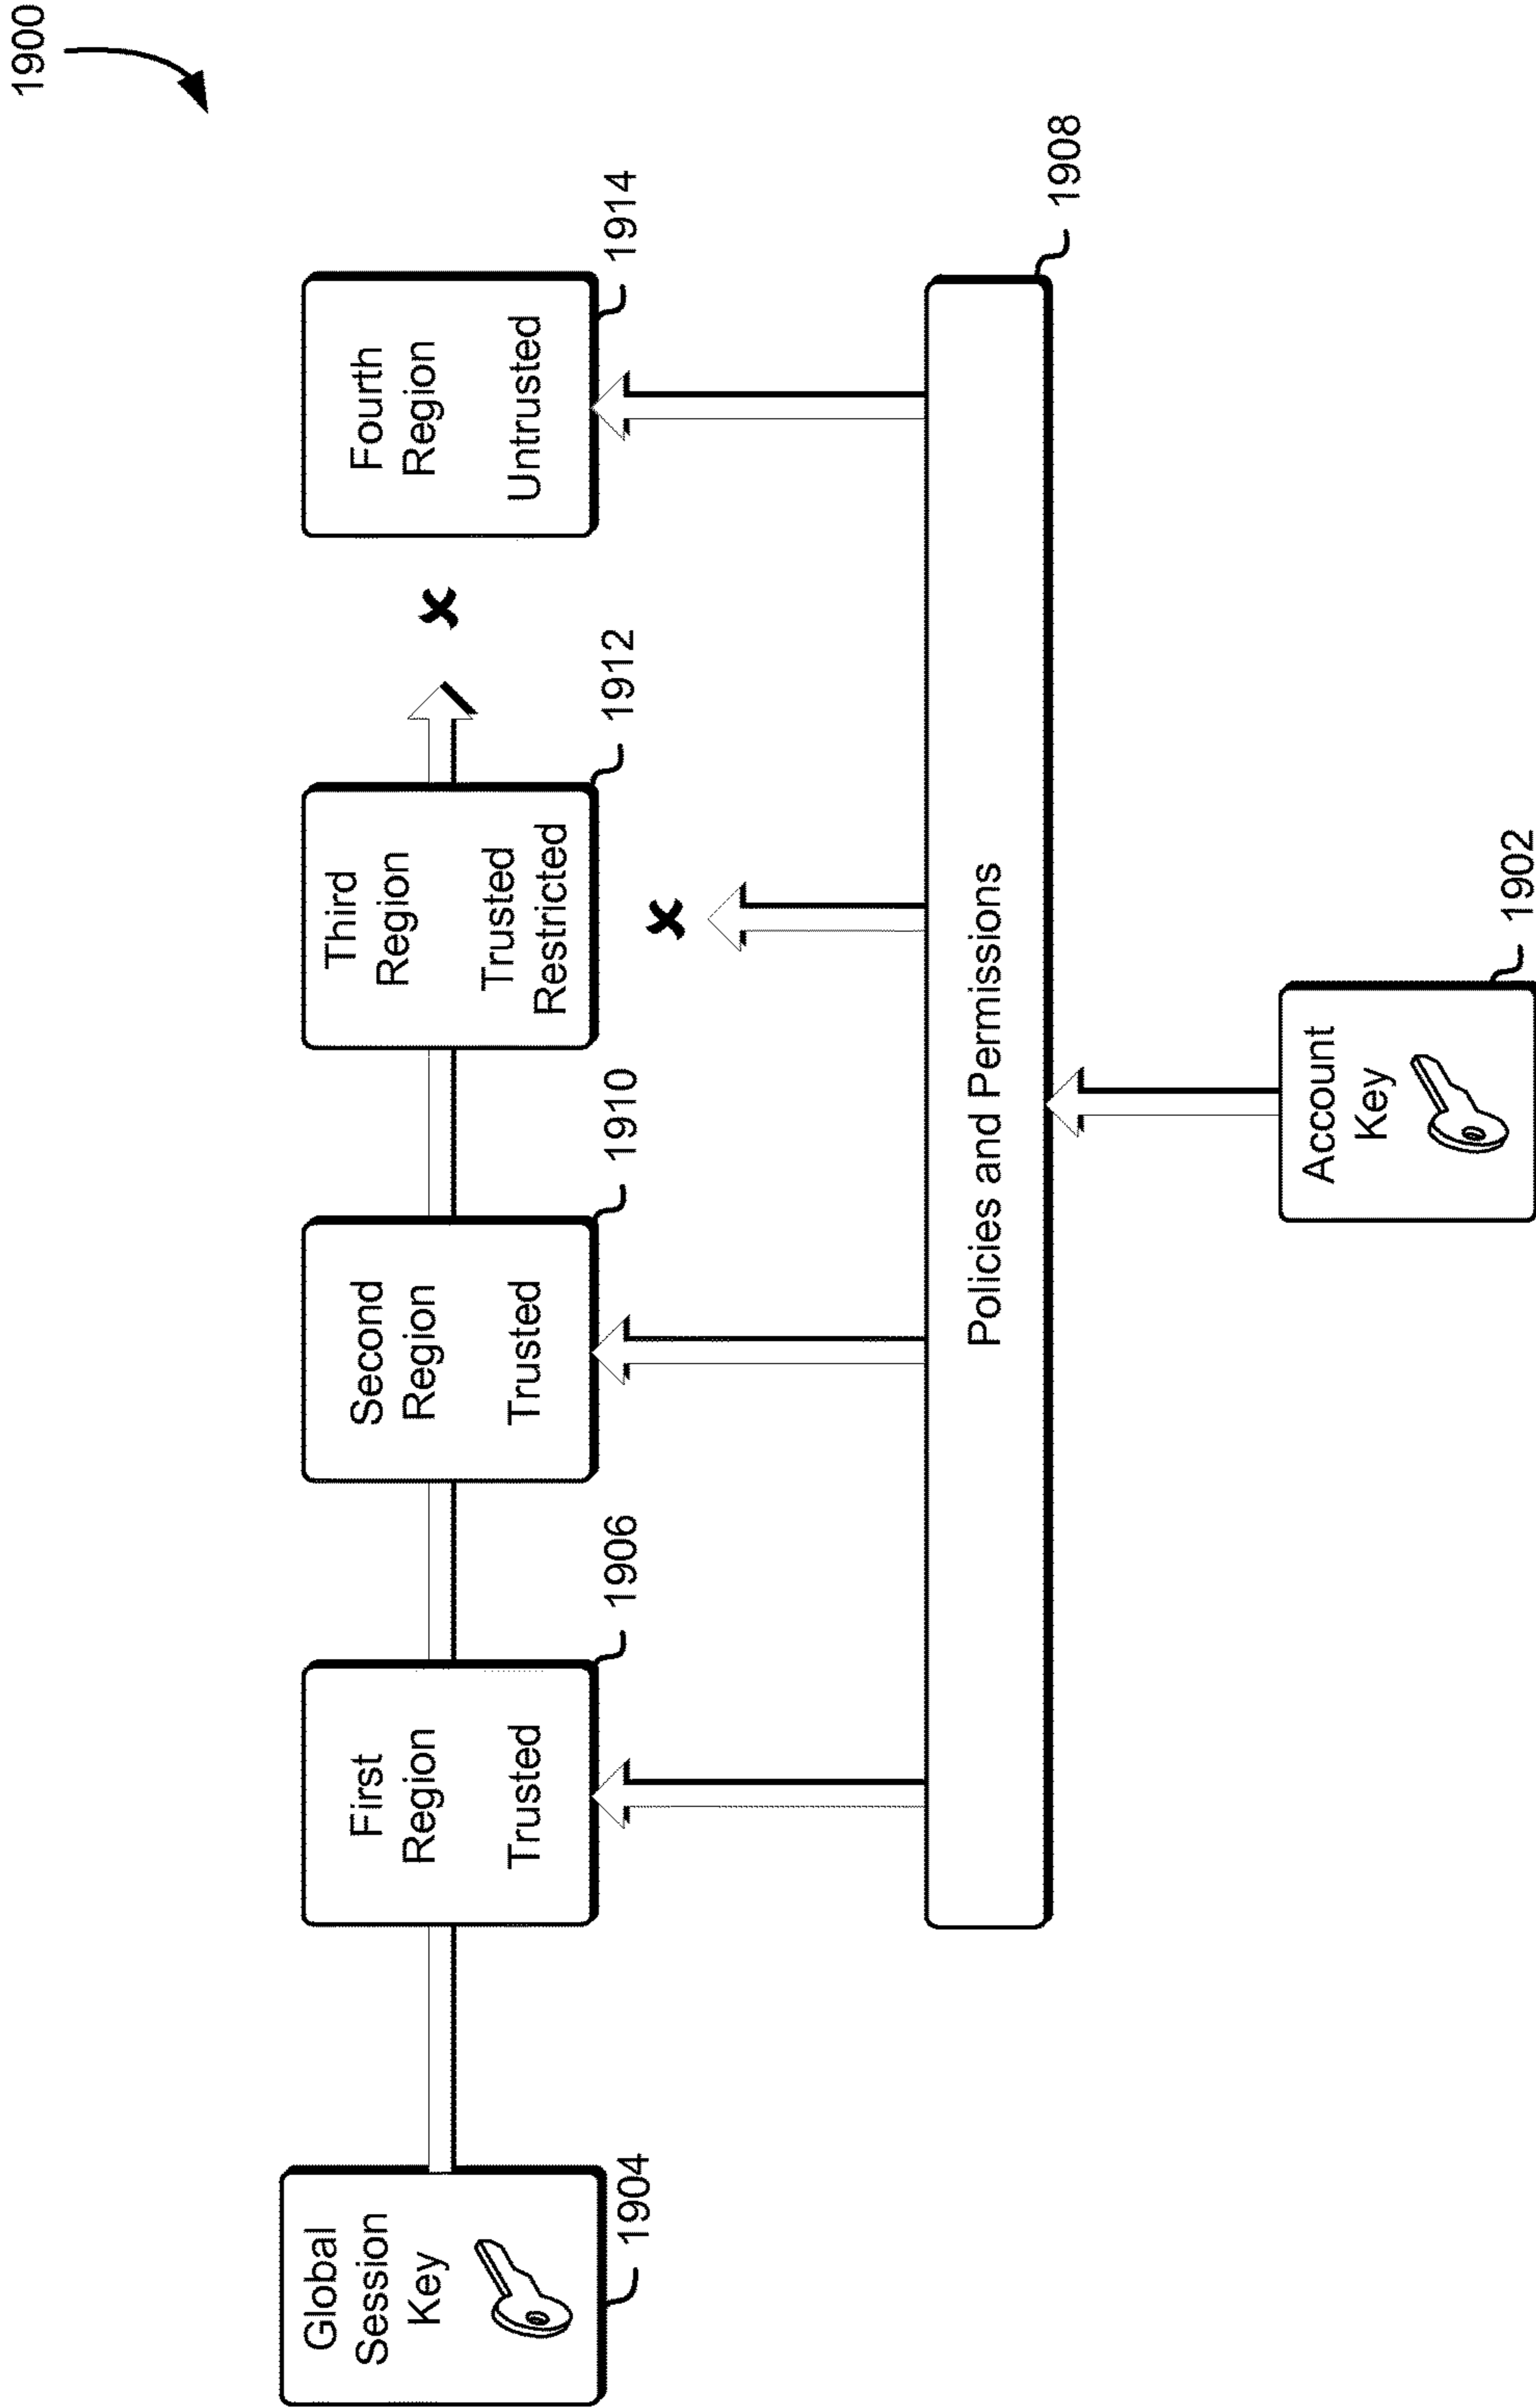 1900
Global
Session
Key
1904
First
Region
Trusted
1906
Second
Region
Trusted
1910
Third
Region
Trusted
Restricted
1912
x
x
Fourth
Region
Untrusted
1914
Policies and Permissions
1908
Account
Key
1902